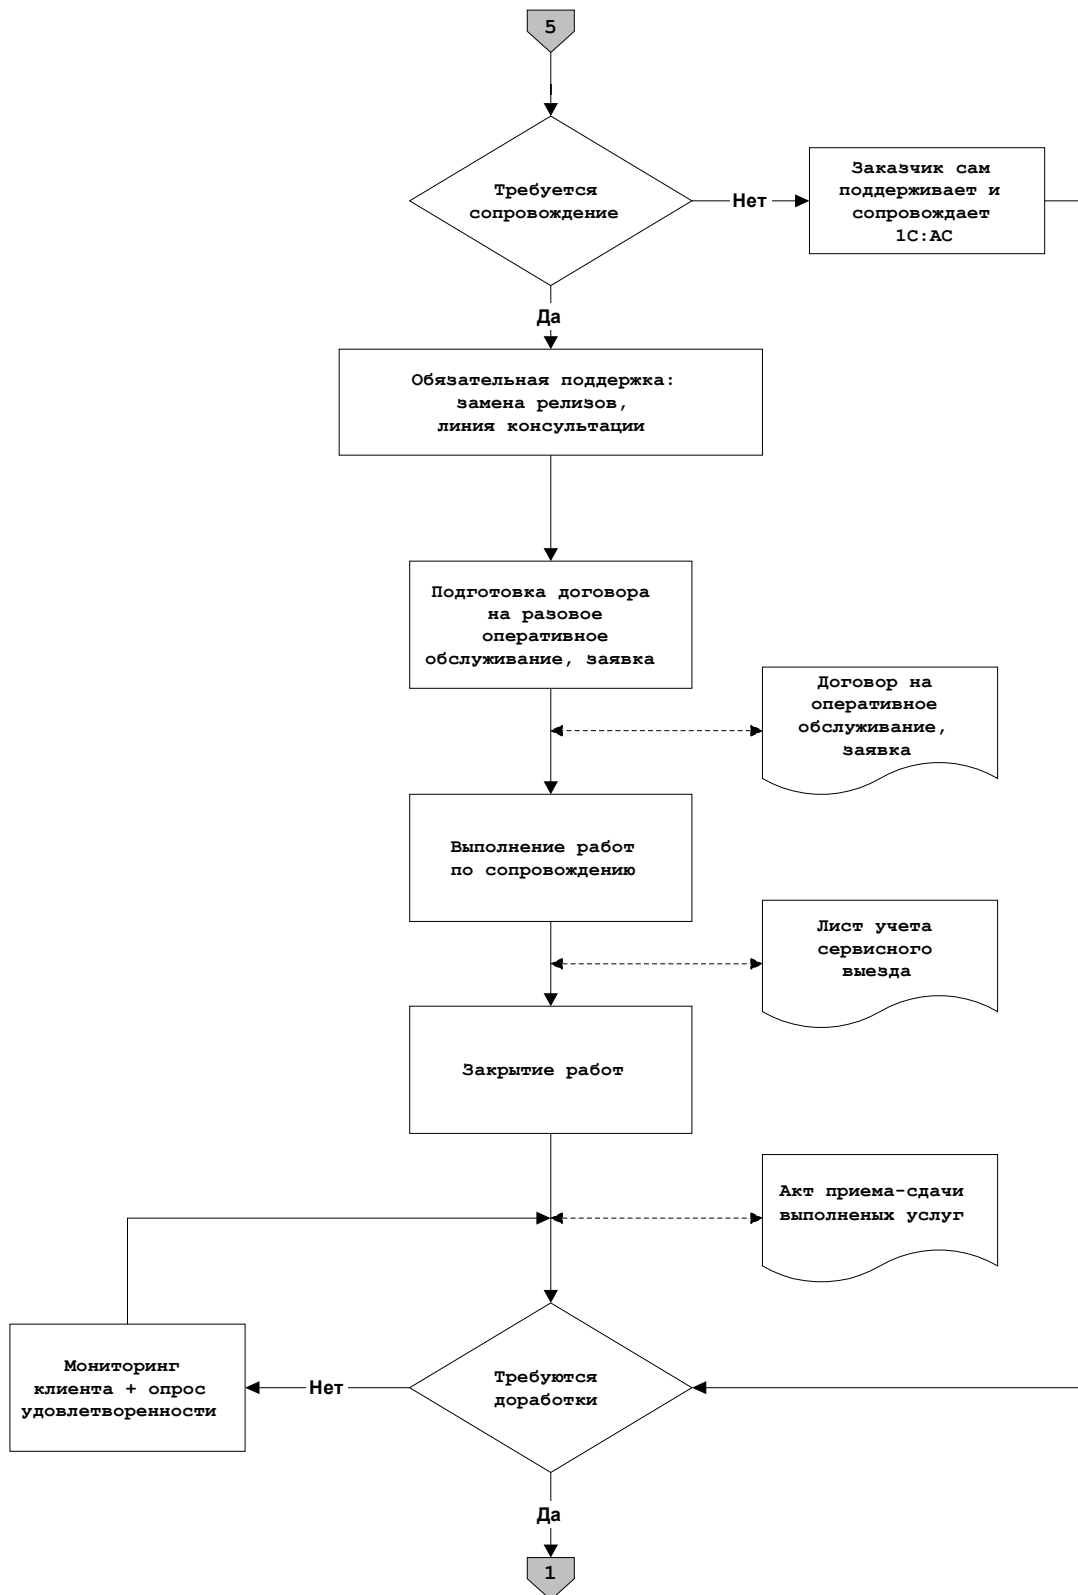 5
Требуется
сопровождение
Нет
Заказчик сам
поддерживает и
сопровождает
1С:АС
Да
Обязательная поддержка:
замена релизов,
линия консультации
Подготовка договора
на разовое
оперативное
обслуживание, заявка
Договор на
оперативное
обслуживание,
заявка
Выполнение работ
по сопровождению
Лист учета
сервисного
выезда
Закрытие работ
Акт приема-сдачи
выполненых услуг
Мониторинг
клиента + опрос
удовлетворенности
Нет
Требуются
доработки
Да
1